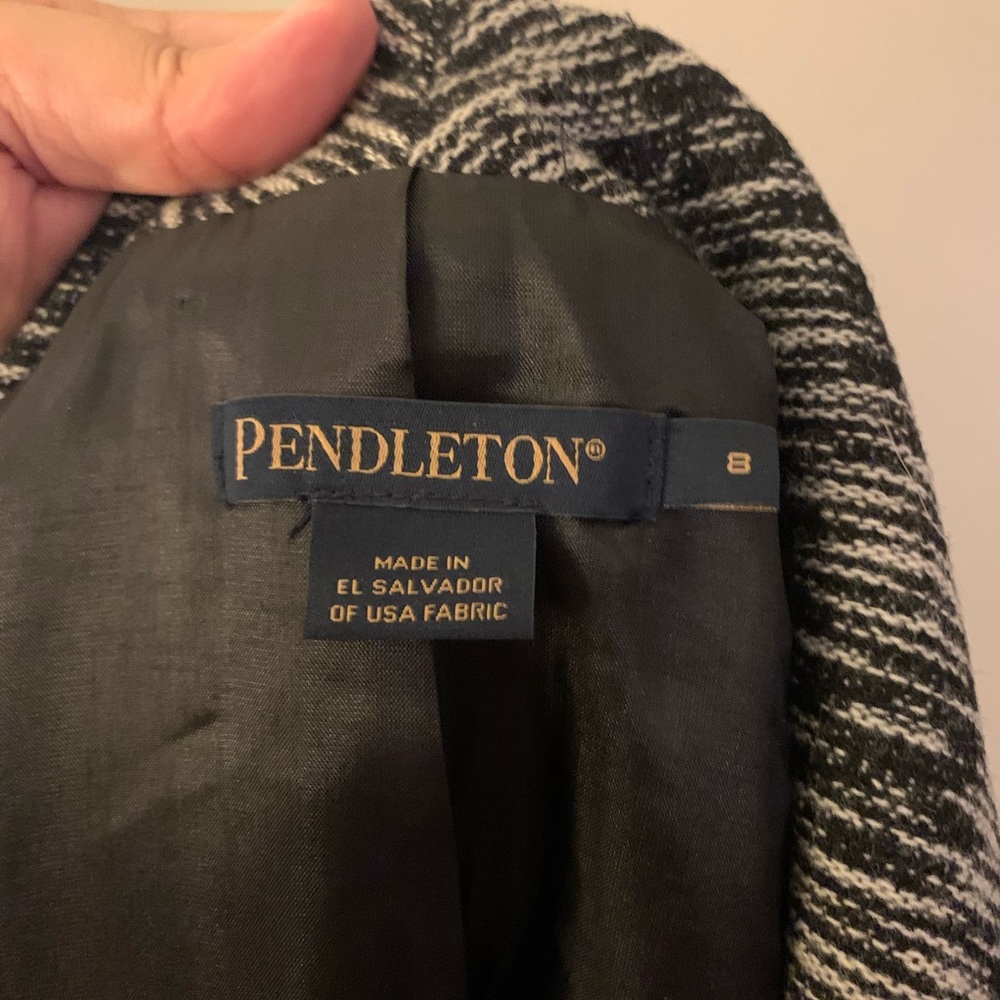 PENDLETON®
8
MADE IN
EL SALVADOR
OF USA FABRIC